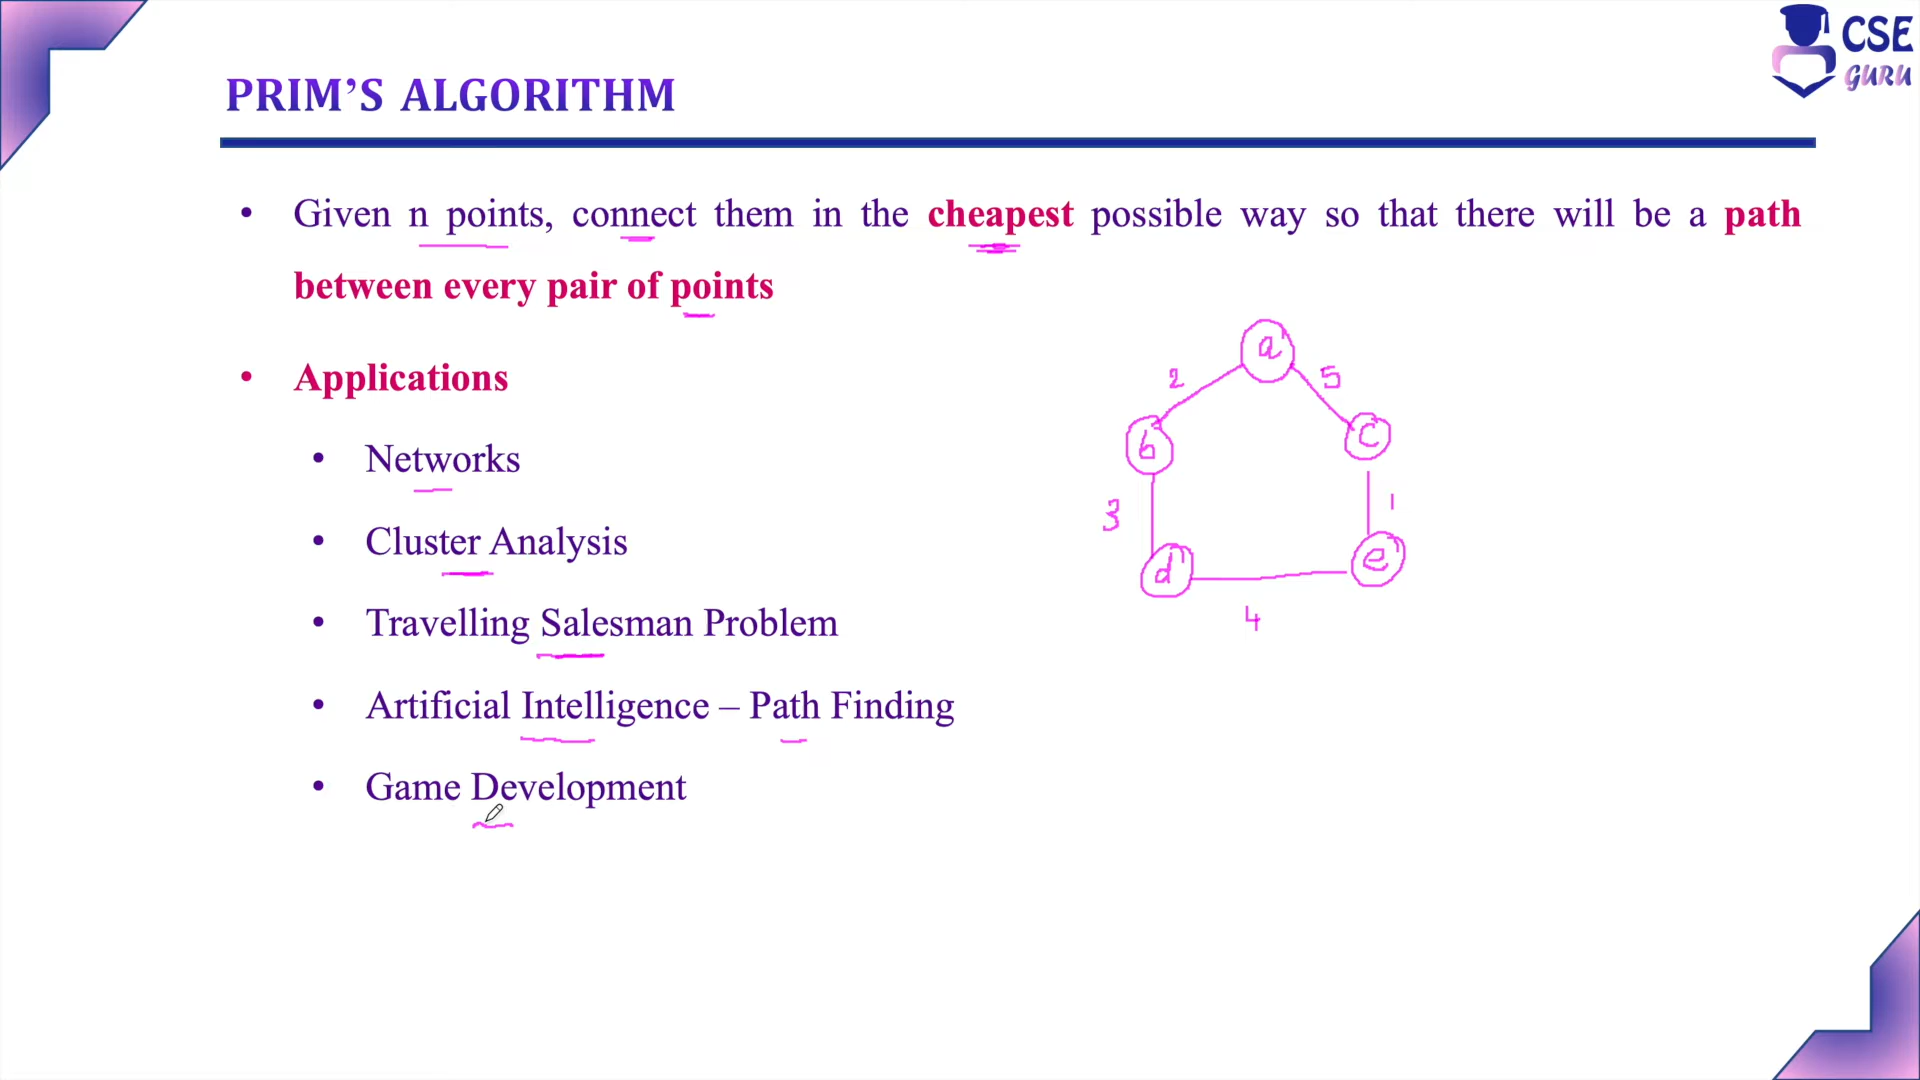 CSE
GURU
PRIM'S ALGORITHM
• Given n points, connect them in the cheapest possible way so that there will be a path
between every pair of points
• Applications
• Networks
• Cluster Analysis
• Travelling Salesman Problem
• Artificial Intelligence – Path Finding
• Game Development
a
2
5
b
c
3
1
d
e
4